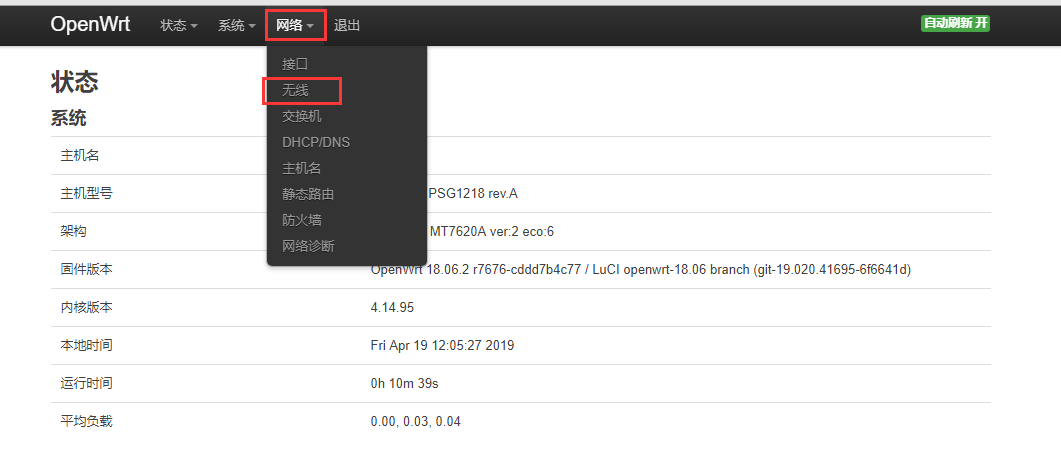 OpenWrt 状态 系统 网络 退出 自动刷新 开
接口
无线
交换机
DHCP/DNS
主机名
静态路由
防火墙
网络诊断
状态
系统
主机名
主机型号 PSG1218 rev.A
架构 MT7620A ver:2 eco:6
固件版本 OpenWrt 18.06.2 r7676-cddd7b4c77 / LuCI openwrt-18.06 branch (git-19.020.41695-6f6641d)
内核版本 4.14.95
本地时间 Fri Apr 19 12:05:27 2019
运行时间 0h 10m 39s
平均负载 0.00, 0.03, 0.04